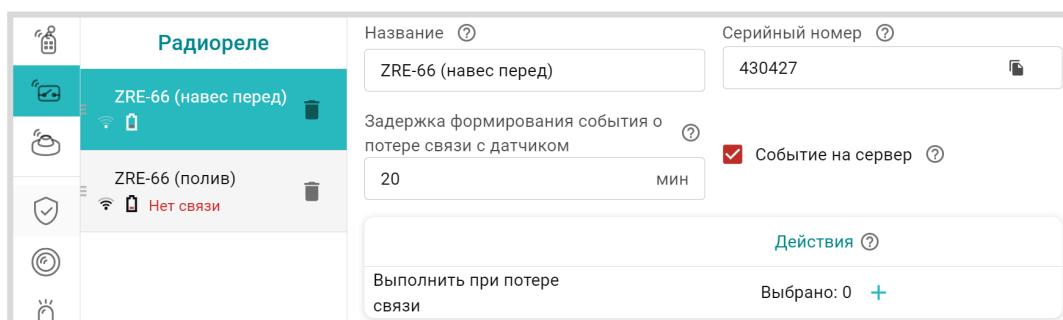 Радиореле
ZRE-66 (навес перед)
ZRE-66 (полив)
Нет связи
Название
ZRE-66 (навес перед)
Серийный номер
430427
Задержка формирования события о
потере связи с датчиком
20 мин
Событие на сервер
Действия
Выполнить при потере
связи
Выбрано: 0 +